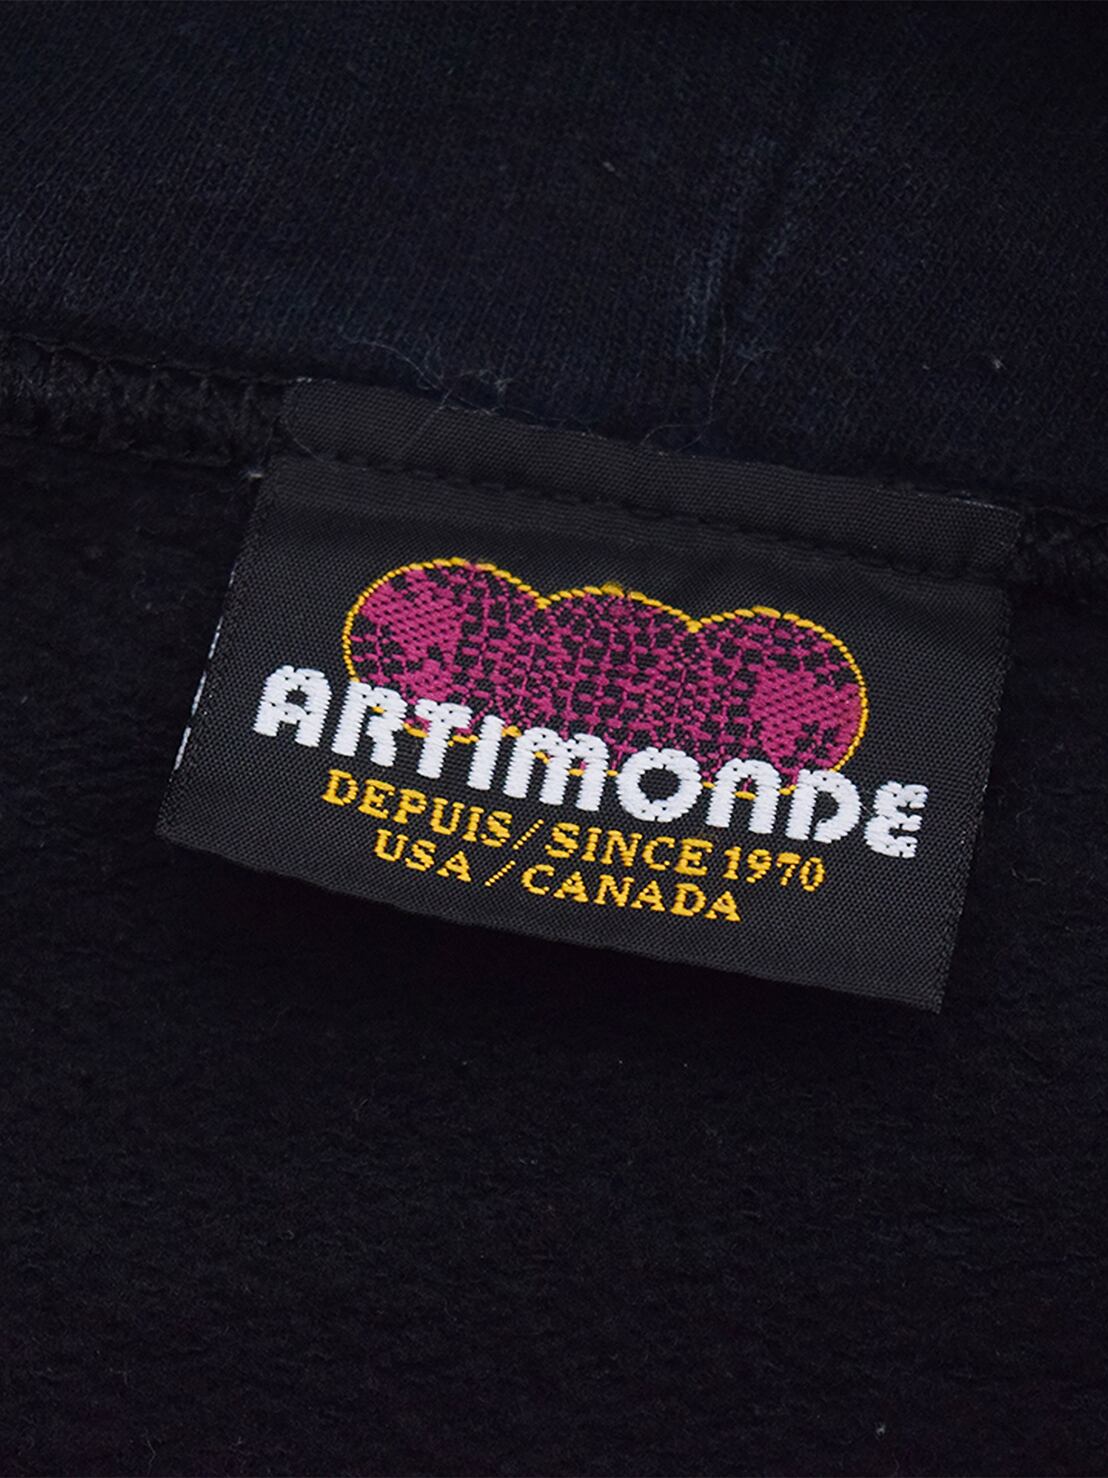 ARTIMONDE
DEPUIS/SINCE 1970
USA/CANADA